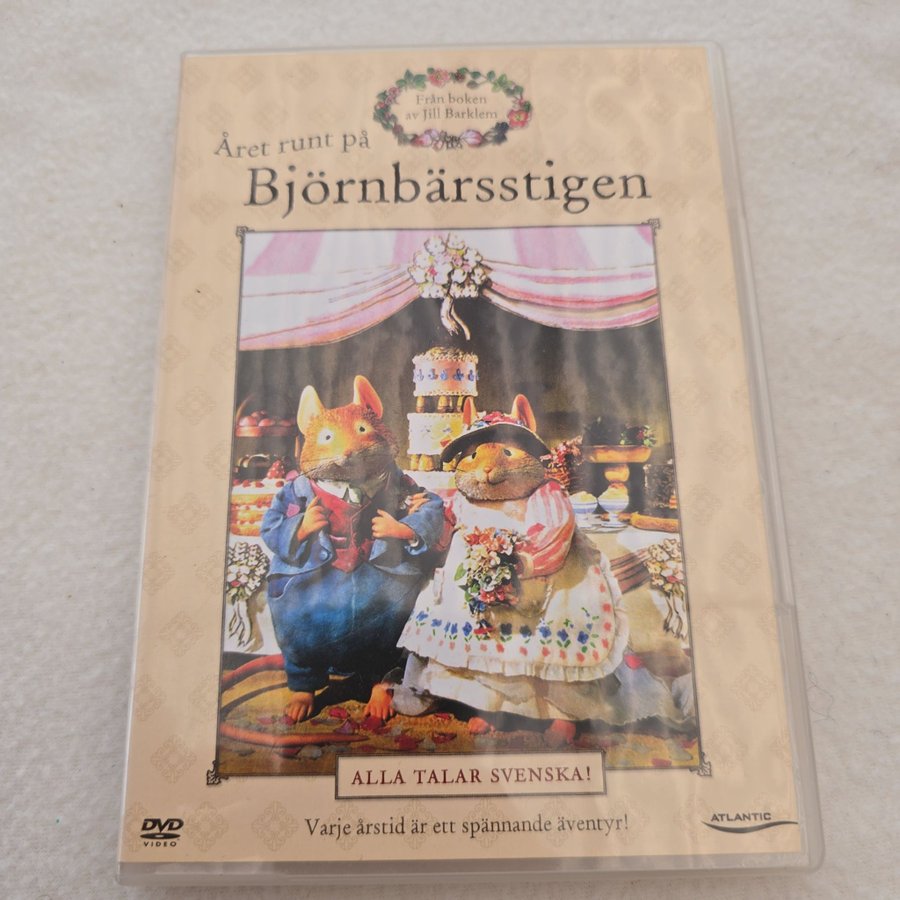 Från boken
av Jill Barklem
Året runt på
Björnbärsstigen
ALLA TALAR SVENSKA!
Varje årstid är ett spännande äventyr!
DVD
VIDEO
ATLANTIC